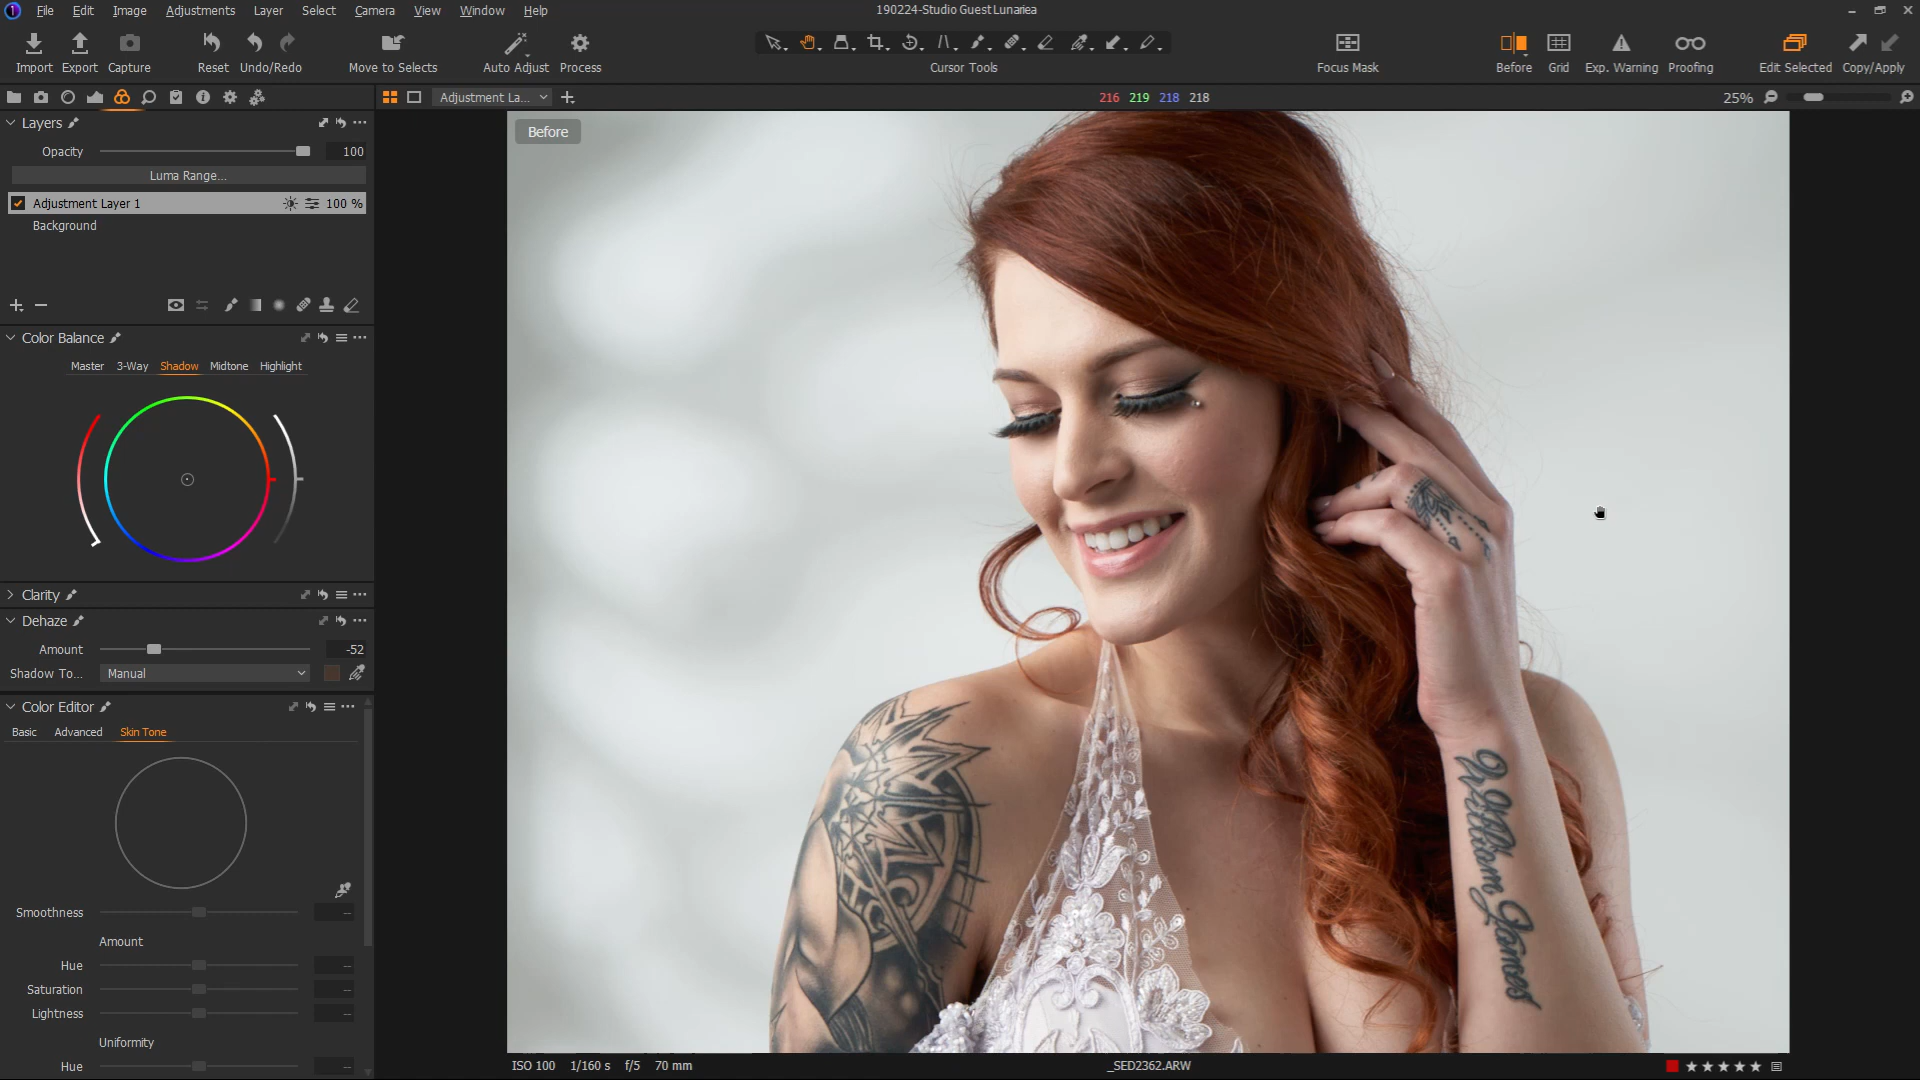 File Edit Image Adjustments Layer Select Camera View Window Help
190224-Studio Guest Lunariea
Import Export Capture Reset Undo/Redo Move to Selects Auto Adjust Process Cursor Tools Focus Mask Before Grid Exp. Warning Proofing Edit Selected Copy/Apply
Adjustment La...
216 219 218 218
25%
Layers
Opacity 100
Luma Range...
Adjustment Layer 1 100 %
Background
Color Balance
Master 3-Way Shadow Midtone Highlight
Clarity
Dehaze
Amount -52
Shadow To... Manual
Color Editor
Basic Advanced Skin Tone
Smoothness --
Amount
Hue --
Saturation --
Lightness --
Uniformity
Hue --
Before
William James
ISO 100 1/160 s f/5 70 mm
_SED2362.ARW